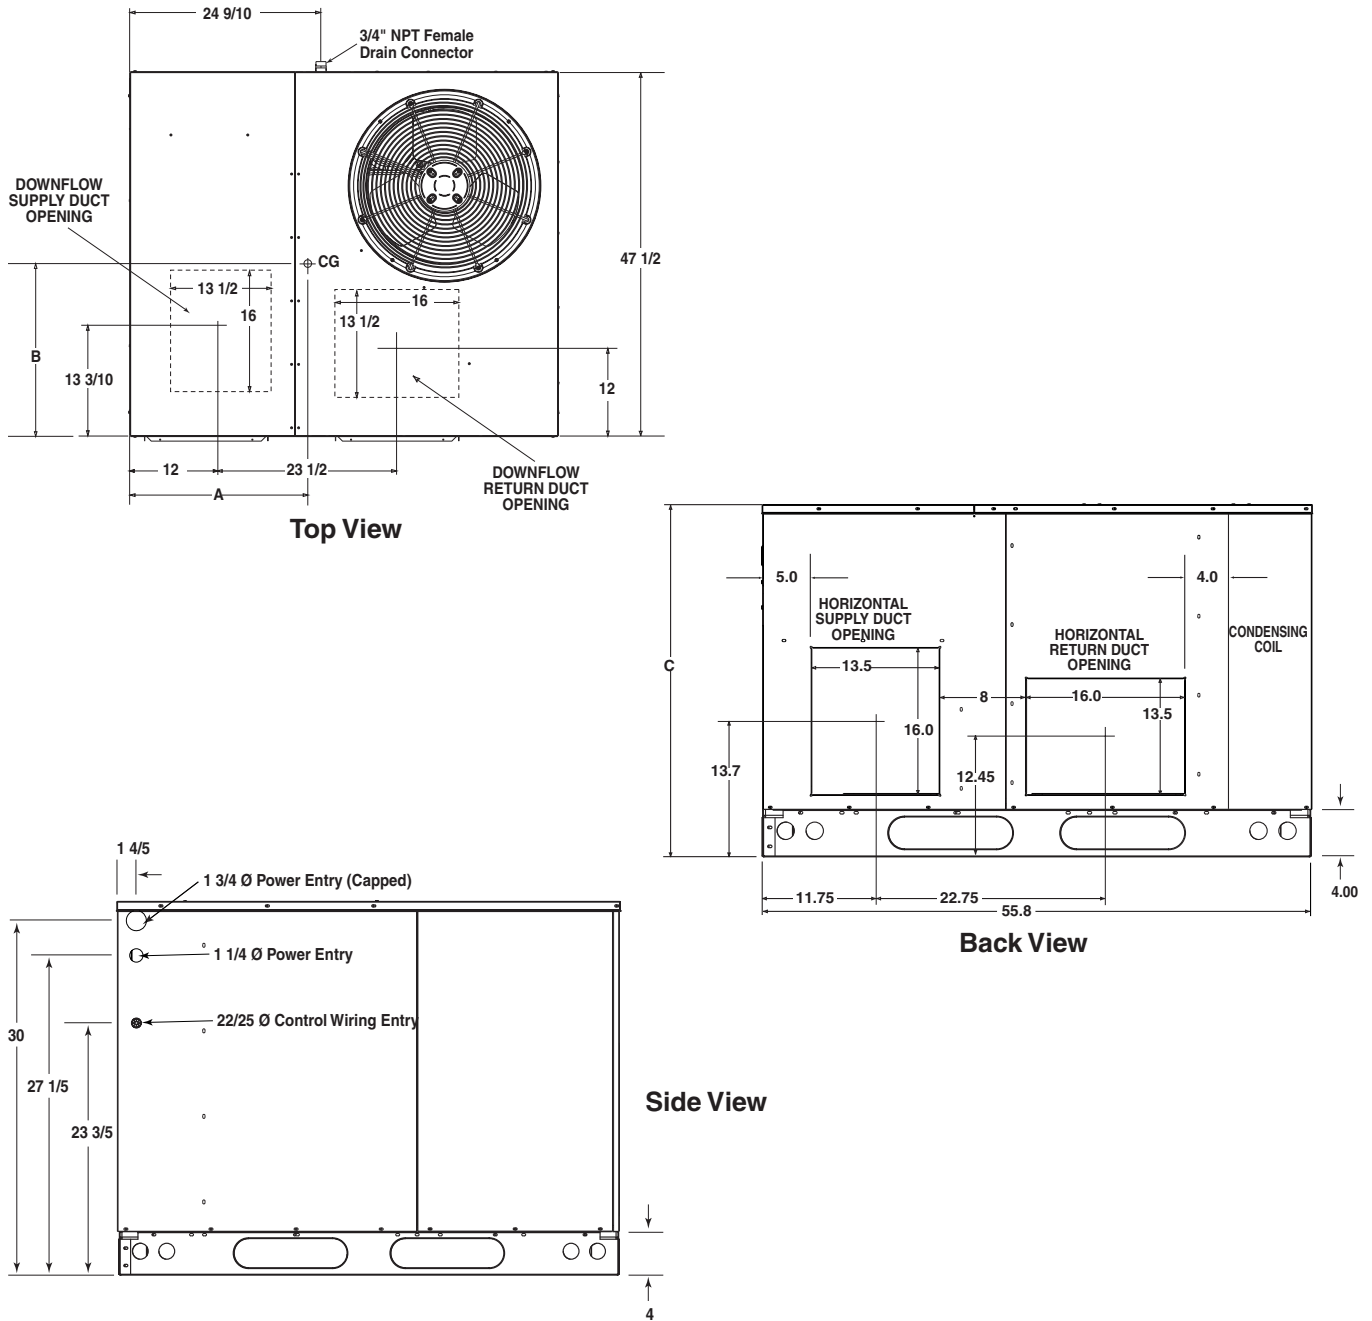 24 9/10
3/4" NPT Female
Drain Connector
DOWNFLOW
SUPPLY DUCT
OPENING
CG
47 1/2
13 1/2
16
16
13 1/2
B
13 3/10
12
12
23 1/2
A
DOWNFLOW
RETURN DUCT
OPENING
Top View
5.0
4.0
HORIZONTAL
SUPPLY DUCT
OPENING
HORIZONTAL
RETURN DUCT
OPENING
CONDENSING
COIL
C
13.5
8
16.0
13.5
16.0
13.7
12.45
11.75
22.75
55.8
4.00
Back View
1 4/5
1 3/4 Ø Power Entry (Capped)
1 1/4 Ø Power Entry
22/25 Ø Control Wiring Entry
30
27 1/5
23 3/5
Side View
4